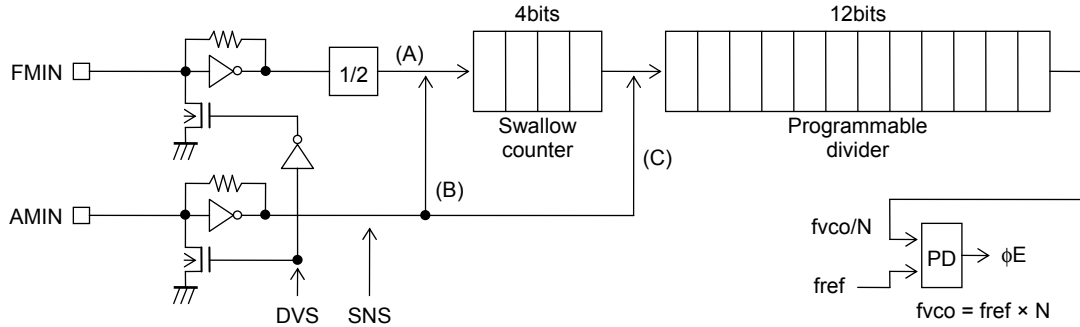 4bits
12bits
(A)
FMIN
1/2
Swallow
counter
Programmable
divider
(C)
(B)
AMIN
fvco/N
PD
φE
fref
DVS
SNS
fvco = fref × N